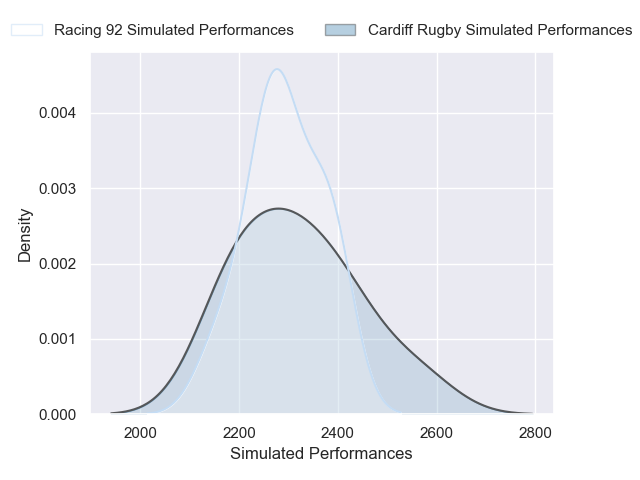 Racing 92 Simulated Performances Cardiff Rugby Simulated Performances
0.004
0.003
0.002
0.001
0.000
Density
2000 2200 2400 2600 2800
Simulated Performances